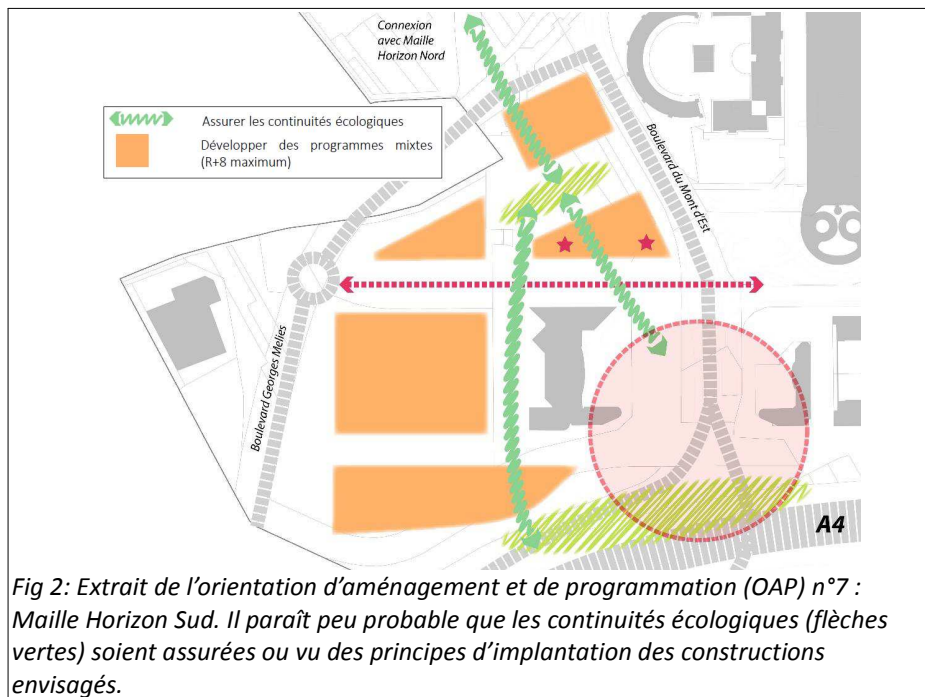 Connexion
avec Maille
Horizon Nord
Assurer les continuités écologiques
Développer des programmes mixtes
(R+8 maximum)
Boulevard du Mont d'Est
Boulevard Georges Melies
A4
Fig 2: Extrait de l'orientation d'aménagement et de programmation (OAP) n°7 :
Maille Horizon Sud. Il paraît peu probable que les continuités écologiques (flèches
vertes) soient assurées ou vu des principes d'implantation des constructions
envisagés.